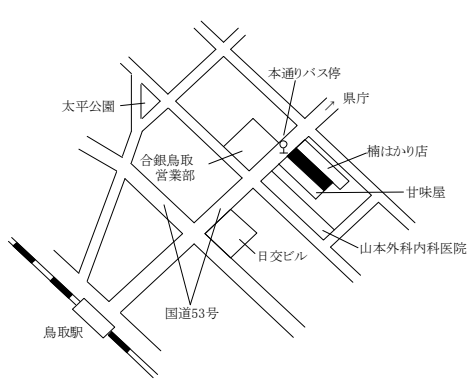 本通りバス停
県庁
太平公園
楠はかり店
合銀鳥取
営業部
甘味屋
山本外科内科医院
日交ビル
国道53号
鳥取駅